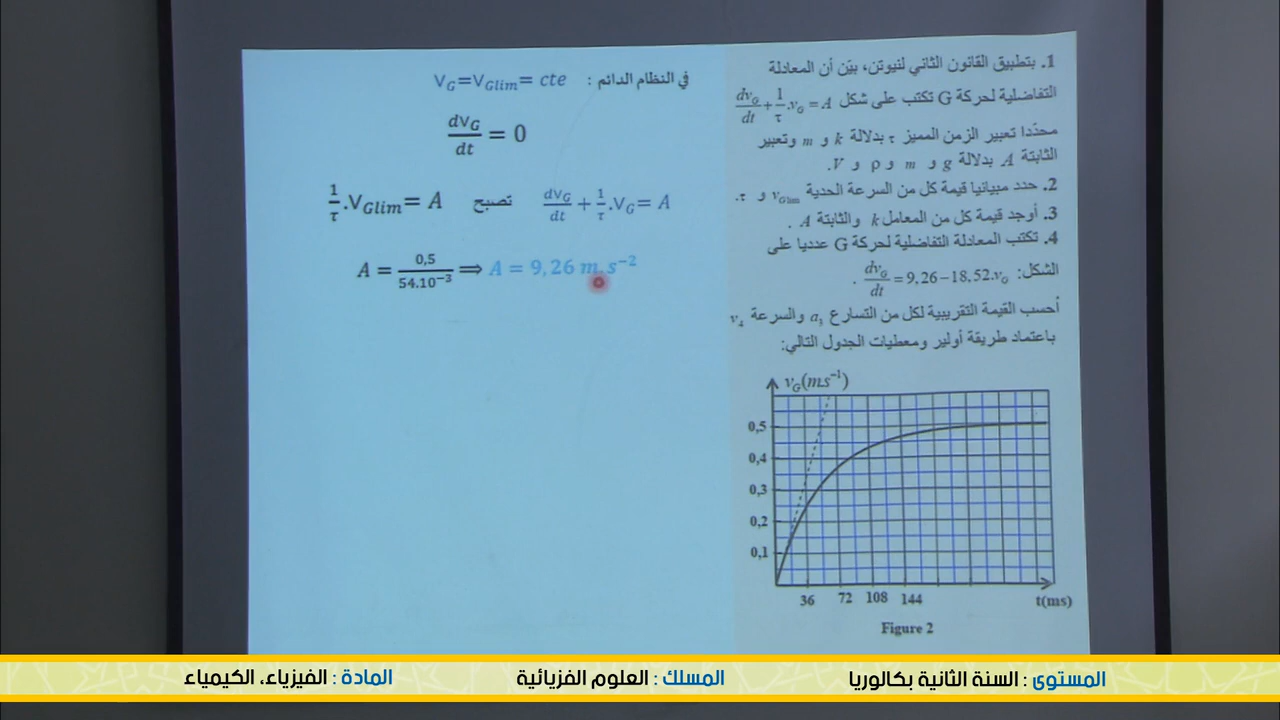 1. بتطبيق القانون الثاني لنيوتن، بيّن أن المعادلة
التفاضلية لحركة G تكتب على شكل dv_G/dt + 1/τ .v_G = A
محدّدا تعبير الزمن المميز τ بدلالة k و m وتعبير
الثابتة A بدلالة g و m و ρ و V.
2. حدد مبيانيا قيمة كل من السرعة الحدية v_Glim و τ.
3. أوجد قيمة كل من المعامل k والثابتة A .
4. تكتب المعادلة التفاضلية لحركة G عدديا على
الشكل: dv_G/dt = 9,26−18,52.v_G .
أحسب القيمة التقريبية لكل من التسارع a₃ والسرعة v₄
باعتماد طريقة أولير ومعطيات الجدول التالي:
v_G(m.s⁻¹)
0,5
0,4
0,3
0,2
0,1
36 72 108 144 t(ms)
Figure 2
في النظام الدائم : V_G=V_Glim= cte
dV_G/dt = 0
dV_G/dt + 1/τ .V_G= A تصبح 1/τ .V_Glim= A
A = 0,5/54.10⁻³ ⟹ A = 9,26 m.s⁻²
المستوى : السنة الثانية بكالوريا
المسلك : العلوم الفزيائية
المادة : الفيزياء، الكيمياء